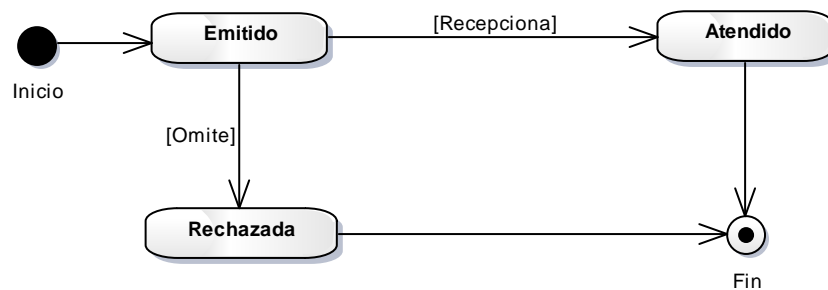 Emitido
[Recepciona]
Atendido
Inicio
[Omite]
Rechazada
Fin